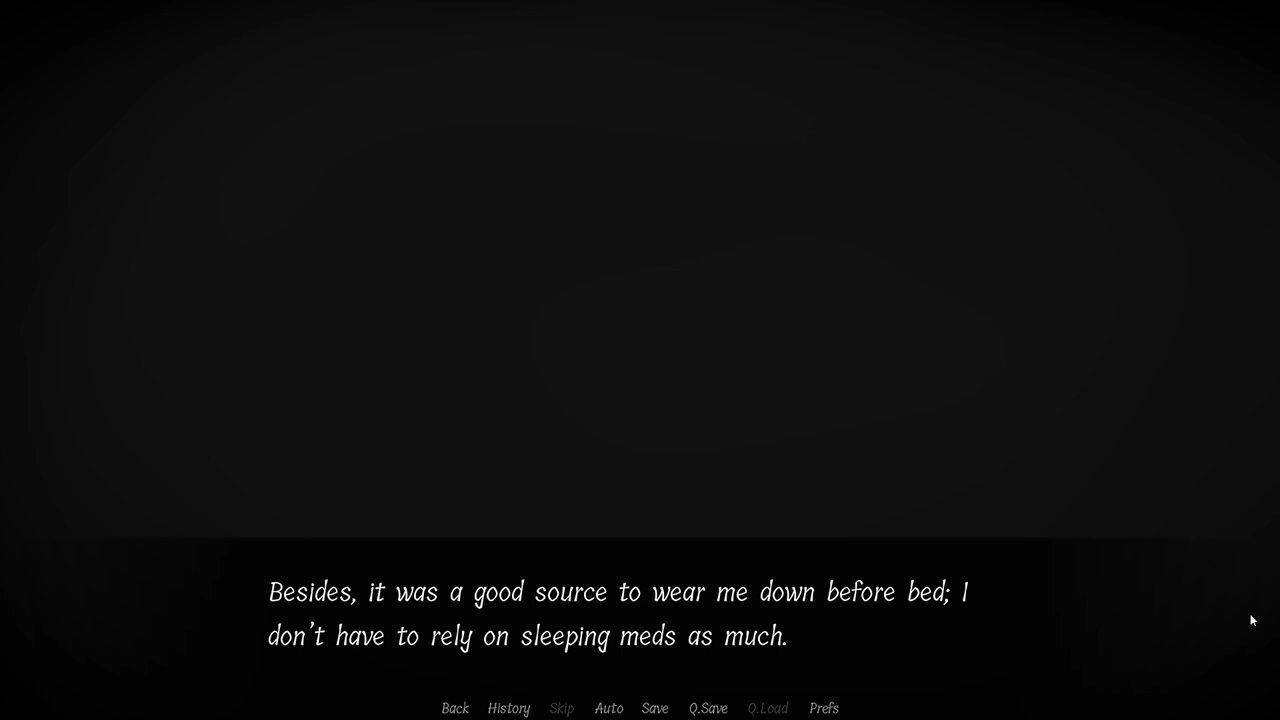 Besides, it was a good source to wear me down before bed; I
don't have to rely on sleeping meds as much.
Back History Skip Auto Save Q.Save Q.Load Prefs